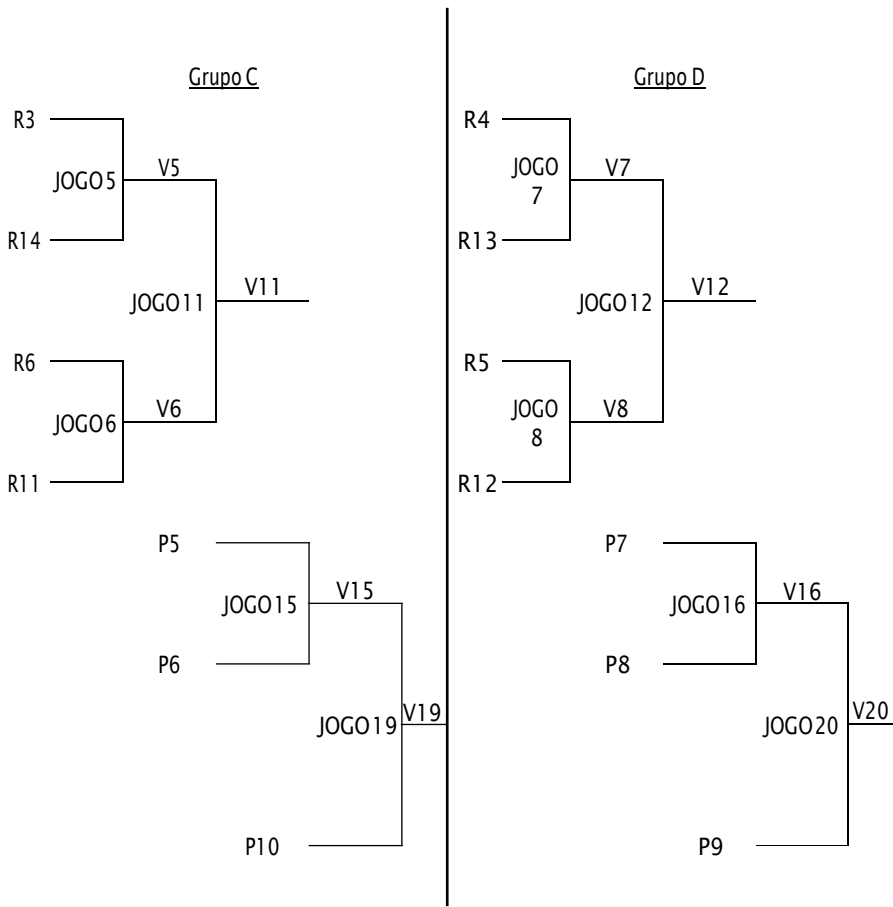 Grupo C
R3
JOGO5
V5
R14
JOGO11
V11
R6
JOGO6
V6
R11
P5
JOGO15
V15
P6
JOGO19
V19
P10
Grupo D
R4
JOGO
7
V7
R13
JOGO12
V12
R5
JOGO
8
V8
R12
P7
JOGO16
V16
P8
JOGO20
V20
P9